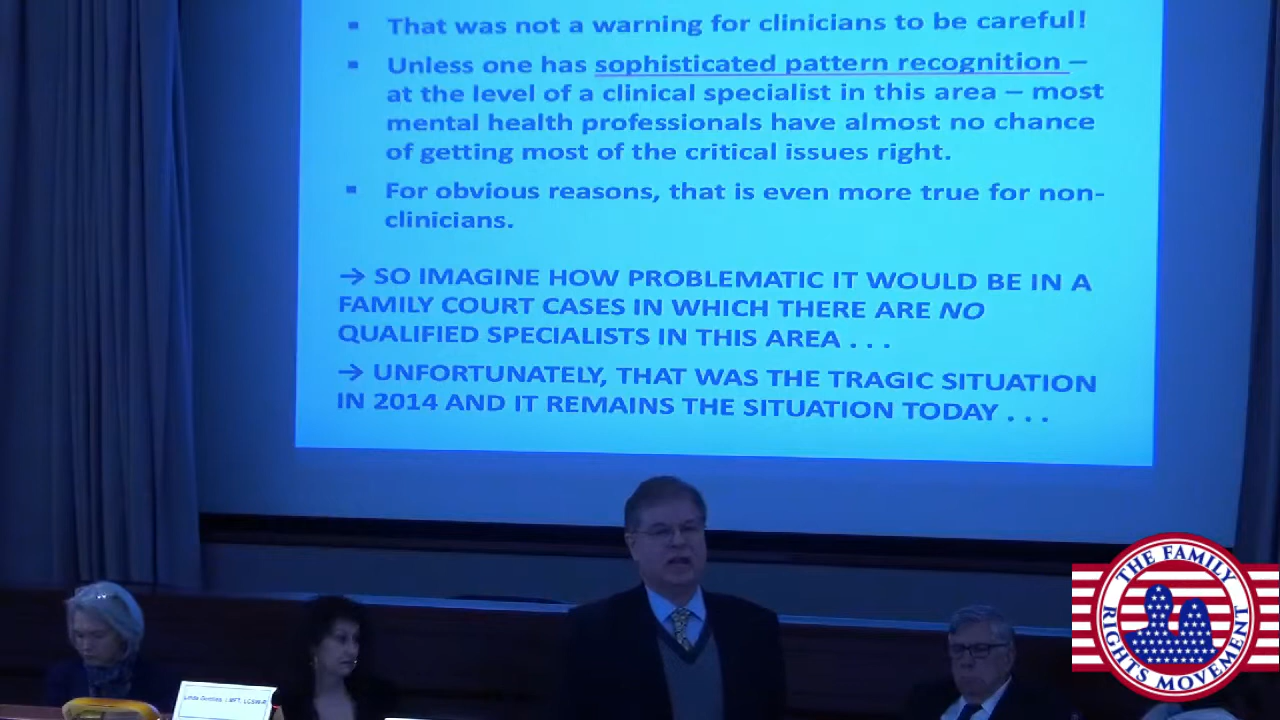 ▪ That was not a warning for clinicians to be careful!
▪ Unless one has sophisticated pattern recognition –
at the level of a clinical specialist in this area – most
mental health professionals have almost no chance
of getting most of the critical issues right.
▪ For obvious reasons, that is even more true for non-
clinicians.
→ SO IMAGINE HOW PROBLEMATIC IT WOULD BE IN A
FAMILY COURT CASES IN WHICH THERE ARE NO
QUALIFIED SPECIALISTS IN THIS AREA . . .
→ UNFORTUNATELY, THAT WAS THE TRAGIC SITUATION
IN 2014 AND IT REMAINS THE SITUATION TODAY . . .
Linda LMFT, LCSW-R
THE FAMILY
RIGHTS MOVEMENT